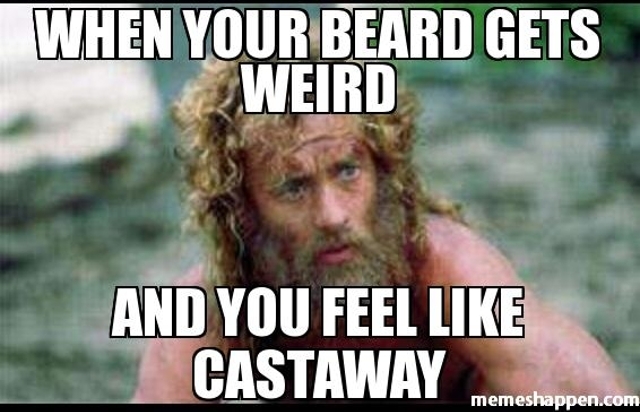 WHEN YOUR BEARD GETS
WEIRD
AND YOU FEEL LIKE
CASTAWAY
memeshappen.com